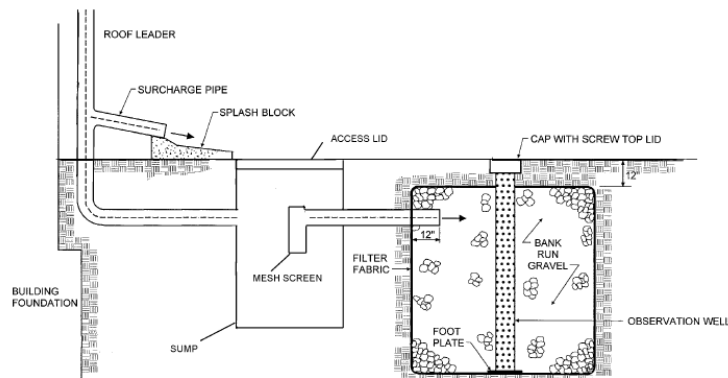 ROOF LEADER
SURCHARGE PIPE
SPLASH BLOCK
ACCESS LID
CAP WITH SCREW TOP LID
12"
12"
MESH SCREEN
FILTER
FABRIC
BANK
RUN
GRAVEL
BUILDING
FOUNDATION
OBSERVATION WELL
FOOT
PLATE
SUMP